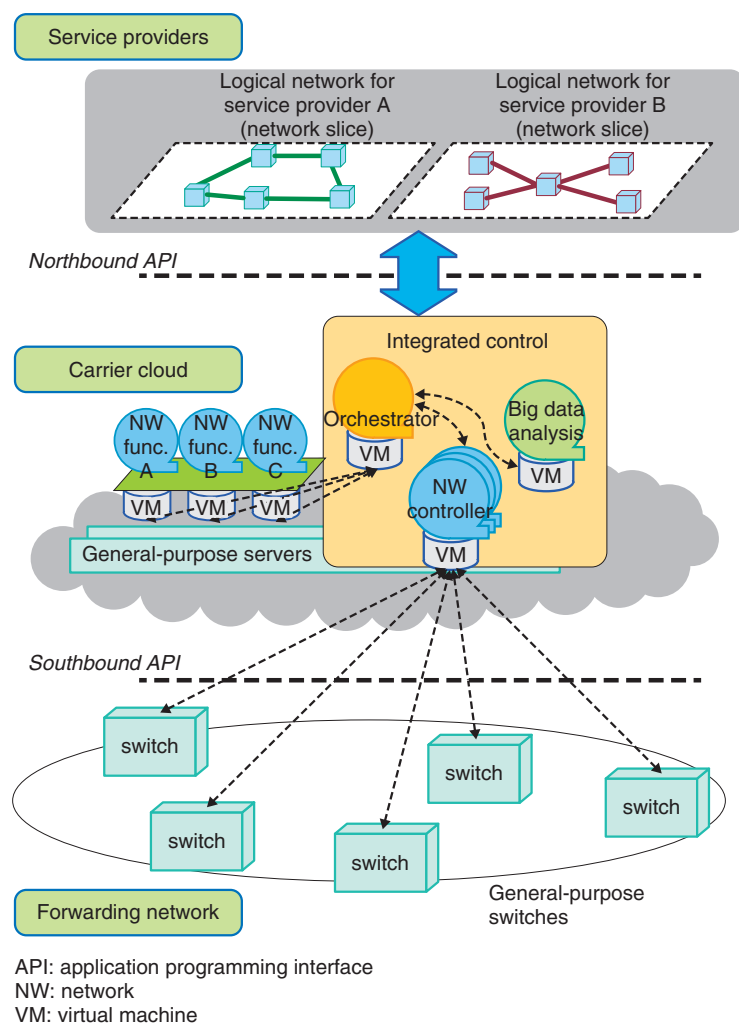 Service providers
Logical network for
service provider A
(network slice)
Logical network for
service provider B
(network slice)
Northbound API
Integrated control
Carrier cloud
Orchestrator
VM
Big data
analysis
VM
NW
func.
A
NW
func.
B
NW
func.
C
VM
VM
VM
NW
controller
VM
General-purpose servers
Southbound API
switch
switch
switch
switch
switch
General-purpose
switches
Forwarding network
API: application programming interface
NW: network
VM: virtual machine